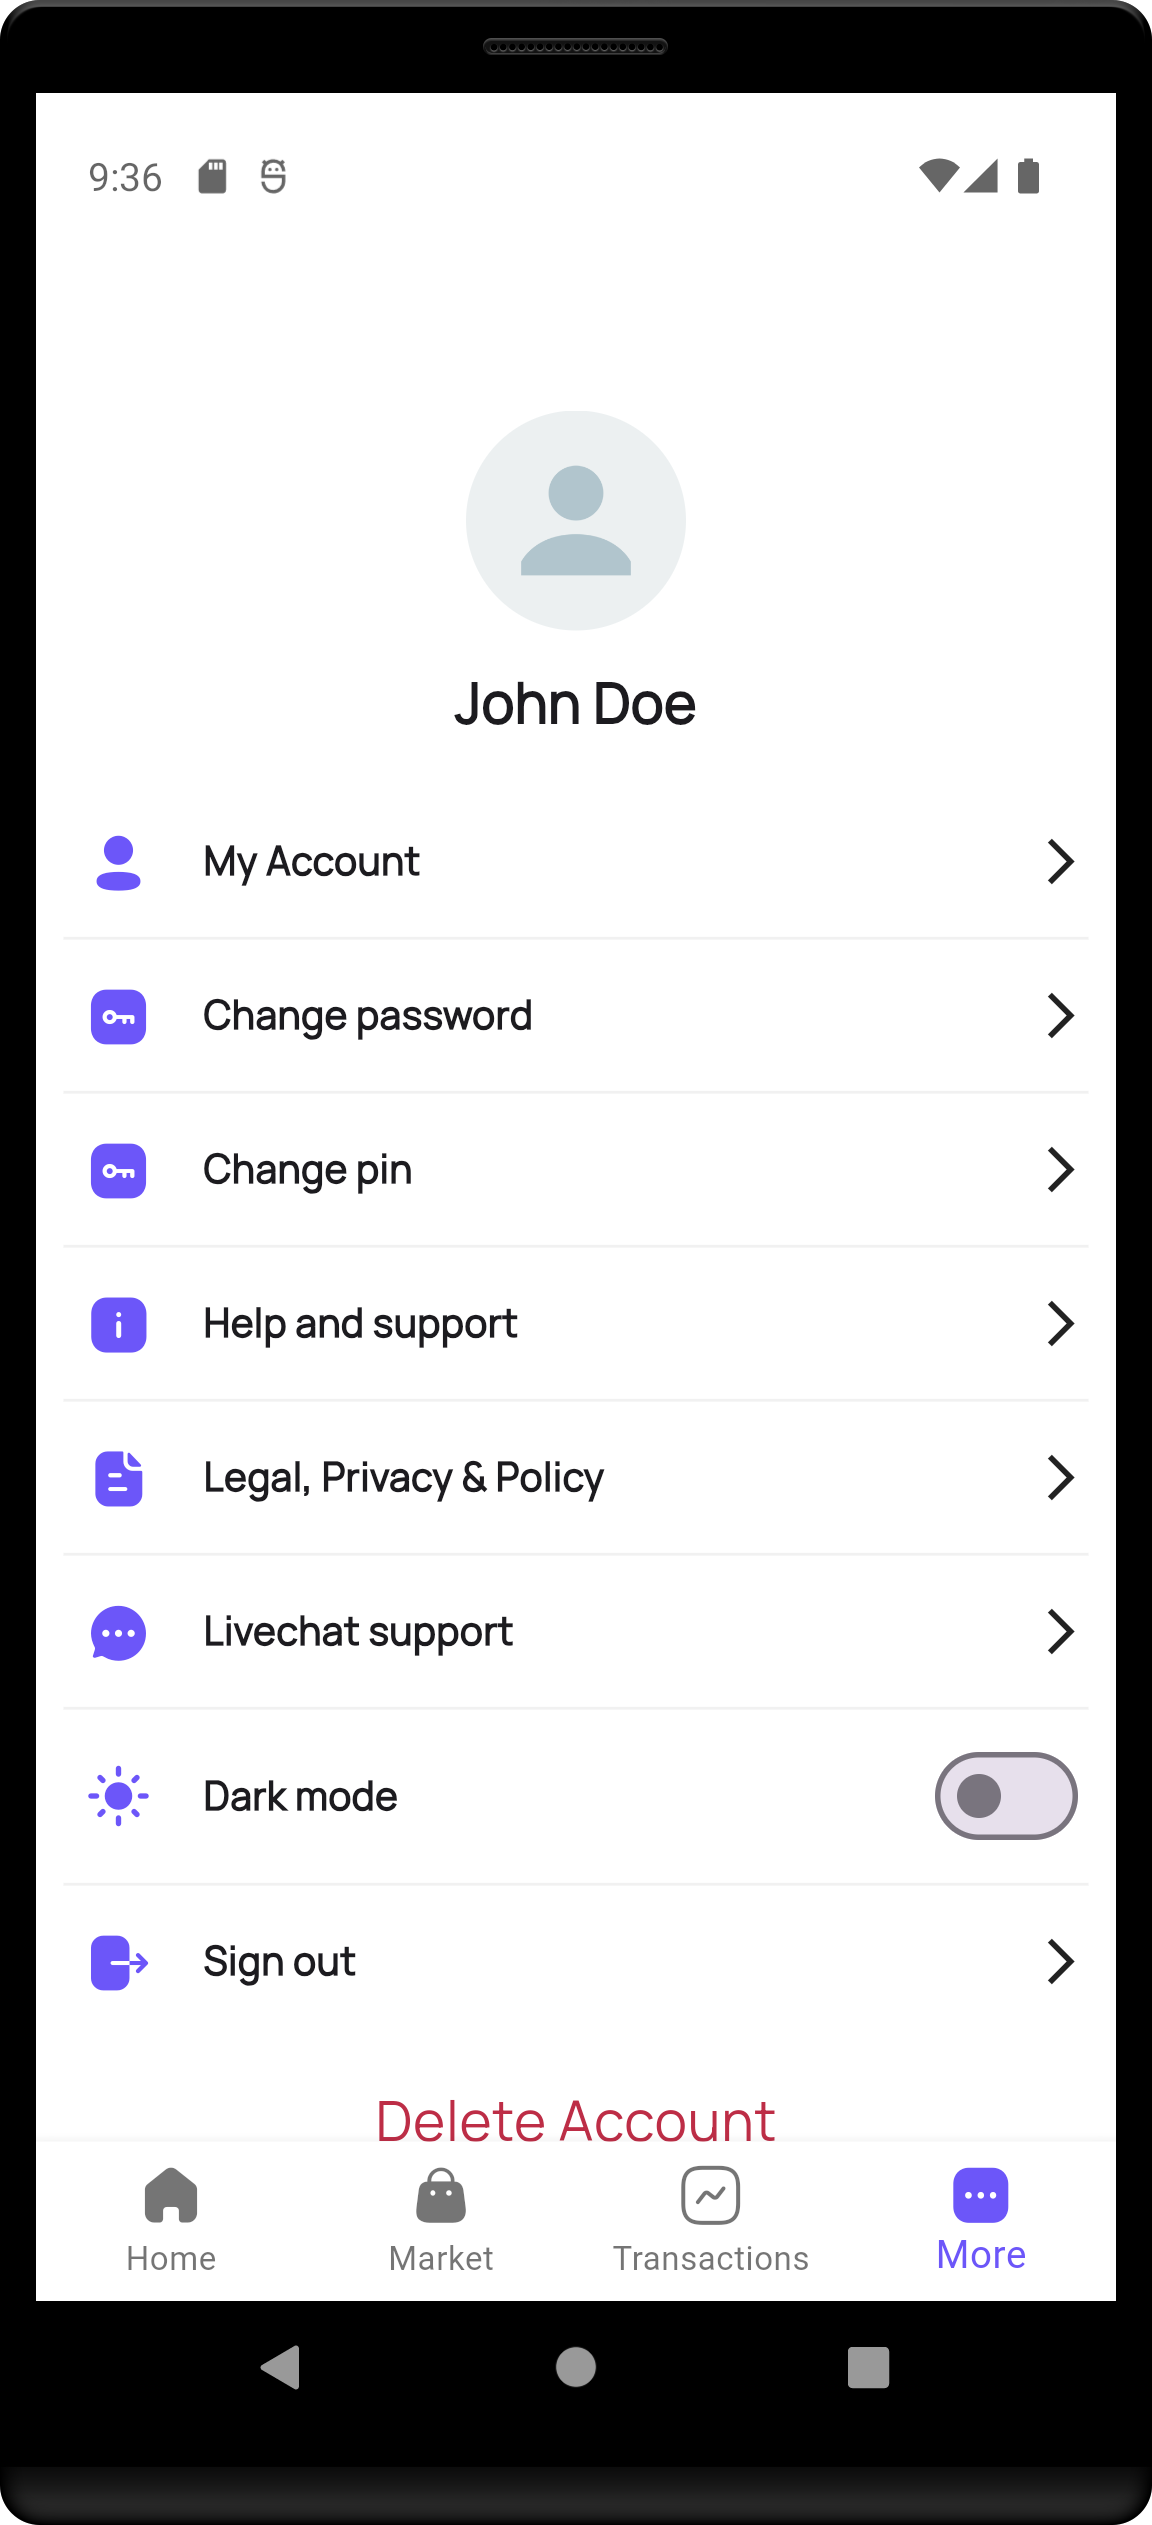 9:36
John Doe
My Account
Change password
Change pin
Help and support
Legal, Privacy & Policy
Livechat support
Dark mode
Sign out
Delete Account
Home Market Transactions More